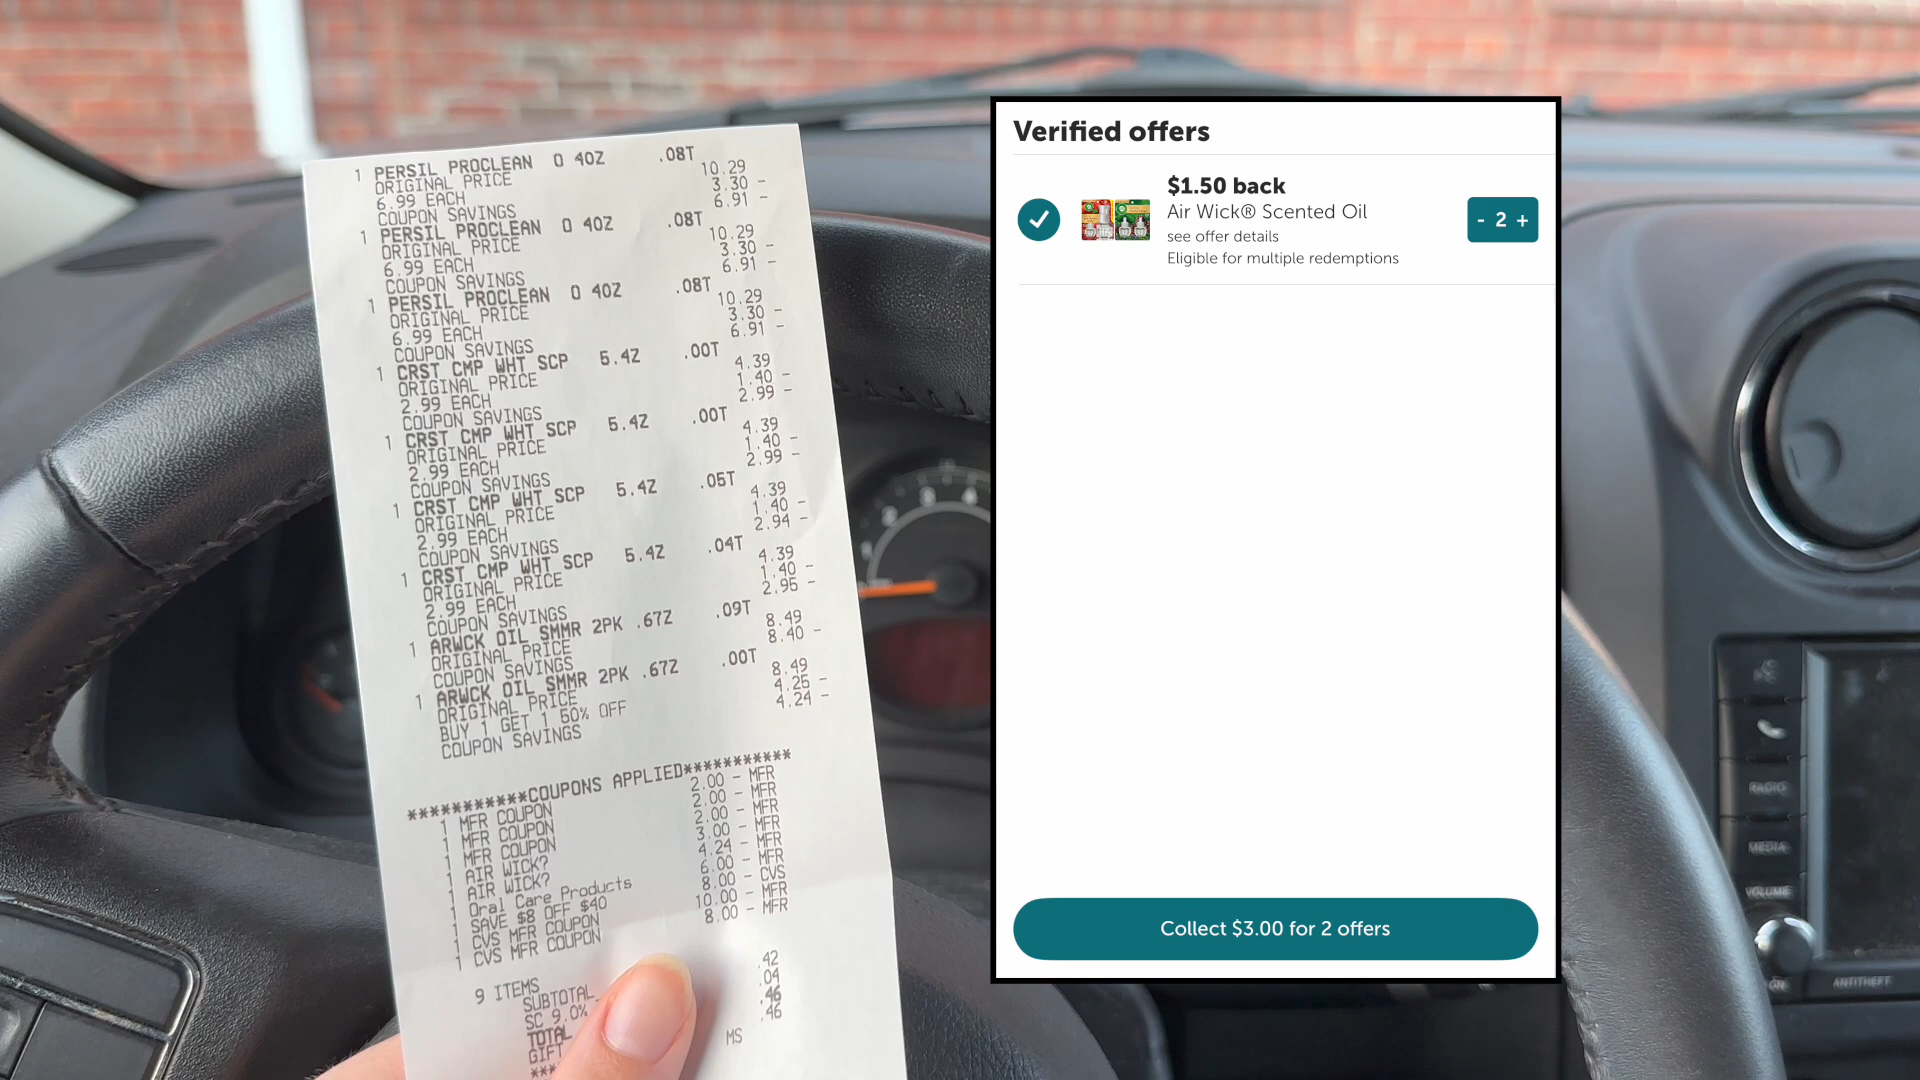 1 PERSIL PROCLEAN O 40Z .08T
ORIGINAL PRICE 10.29
6.99 EACH 3.30 -
COUPON SAVINGS 6.91 -
1 PERSIL PROCLEAN O 40Z .08T
ORIGINAL PRICE 10.29
6.99 EACH 3.30 -
COUPON SAVINGS 6.91 -
1 PERSIL PROCLEAN O 40Z .08T
ORIGINAL PRICE 10.29
6.99 EACH 3.30 -
COUPON SAVINGS 6.91 -
1 CRST CMP WHT SCP 5.4Z .00T
ORIGINAL PRICE 4.39
2.99 EACH 1.40 -
COUPON SAVINGS 2.99 -
1 CRST CMP WHT SCP 5.4Z .00T
ORIGINAL PRICE 4.39
2.99 EACH 1.40 -
COUPON SAVINGS 2.99 -
1 CRST CMP WHT SCP 5.4Z .05T
ORIGINAL PRICE 4.39
2.99 EACH 1.40 -
COUPON SAVINGS 2.94 -
1 CRST CMP WHT SCP 5.4Z .04T
ORIGINAL PRICE 4.39
2.99 EACH 1.40 -
COUPON SAVINGS 2.95 -
1 ARWCK OIL SMMR 2PK .67Z .09T
ORIGINAL PRICE 8.49
COUPON SAVINGS 8.40 -
1 ARWCK OIL SMMR 2PK .67Z .00T
ORIGINAL PRICE 8.49
BUY 1 GET 1 50% OFF 4.25 -
COUPON SAVINGS 4.24 -
***********COUPONS APPLIED***********
1 MFR COUPON 2.00 - MFR
1 MFR COUPON 2.00 - MFR
1 MFR COUPON 2.00 - MFR
1 AIR WICK? 3.00 - MFR
1 AIR WICK? 4.24 - MFR
1 Oral Care Products 6.00 - MFR
1 SAVE $8 OFF $40 8.00 - CVS
1 CVS MFR COUPON 10.00 - MFR
1 CVS MFR COUPON 8.00 - MFR
9 ITEMS
SUBTOTAL .42
SC 9.0% .04
TOTAL .46
GIFT .46
MS
***
Verified offers
$1.50 back
Air Wick® Scented Oil
see offer details
Eligible for multiple redemptions
- 2 +
Collect $3.00 for 2 offers
1
2
3
4
RADIO
MEDIA
VOLUME
ON
ANTITHEFT